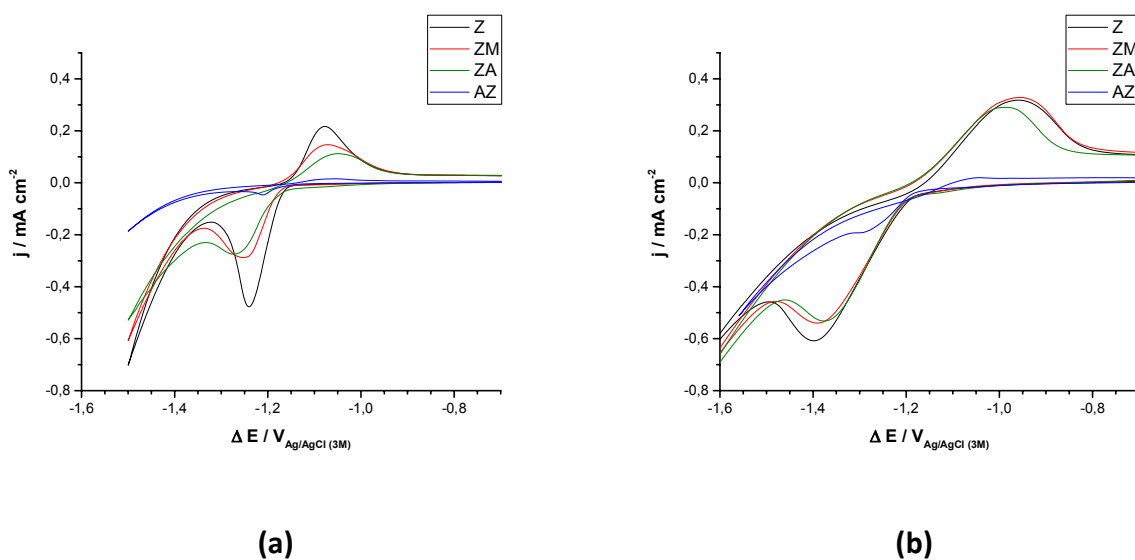 Z
ZM
ZA
AZ
0,4
0,2
0,0
-0,2
-0,4
-0,6
-0,8
-1,6
-1,4
-1,2
-1,0
-0,8
j / mA cm-2
Δ E / VAg/AgCl (3M)
(a)
Z
ZM
ZA
AZ
0,4
0,2
0,0
-0,2
-0,4
-0,6
-0,8
-1,6
-1,4
-1,2
-1,0
-0,8
j / mA cm-2
Δ E / VAg/AgCl (3M)
(b)